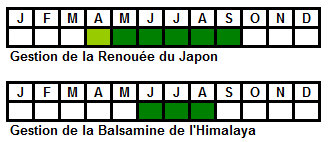 J F M A M J J A S O N D
Gestion de la Renouée du Japon
J F M A M J J A S O N D
Gestion de la Balsamine de l'Himalaya